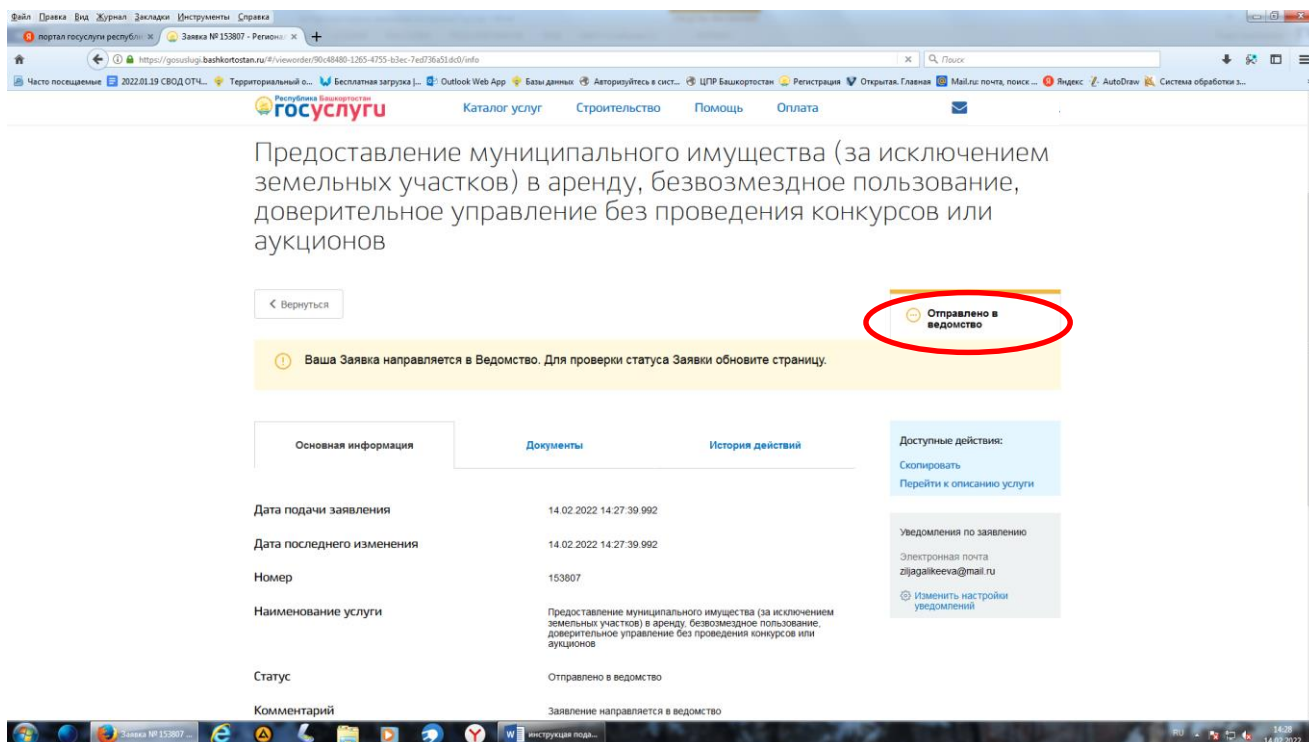 Файл Правка Вид Журнал Закладки Инструменты Справка
портал госуслуги республи × Заявка № 153807 - Региона × +
https://gosuslugi.bashkortostan.ru/#/vieworder/90c48480-1265-4755-b3ec-7ed736a51dc0/info × Поиск
Часто посещаемые 2022.01.19 СВОД ОТЧ... Территориальный о... Бесплатная загрузка |... Outlook Web App Базы данных Авторизуйтесь в сист... ЦПР Башкортостан Регистрация Открытая. Главная Mail.ru: почта, поиск ... Яндекс AutoDraw Система обработки з...
Республика Башкортостан
госуслуги Каталог услуг Строительство Помощь Оплата
Предоставление муниципального имущества (за исключением
земельных участков) в аренду, безвозмездное пользование,
доверительное управление без проведения конкурсов или
аукционов
Вернуться
Отправлено в
ведомство
Ваша Заявка направляется в Ведомство. Для проверки статуса Заявки обновите страницу.
Основная информация Документы История действий
Доступные действия:
Скопировать
Перейти к описанию услуги
Дата подачи заявления 14.02.2022 14:27:39.992
Дата последнего изменения 14.02.2022 14:27:39.992
Номер 153807
Уведомления по заявлению
Электронная почта
ziljagalikeeva@mail.ru
Изменить настройки
уведомлений
Наименование услуги Предоставление муниципального имущества (за исключением
земельных участков) в аренду, безвозмездное пользование,
доверительное управление без проведения конкурсов или
аукционов
Статус Отправлено в ведомство
Комментарий Заявление направляется в ведомство
Заявка № 153807 ... инструкция пода... RU 14:28
14.02.2022